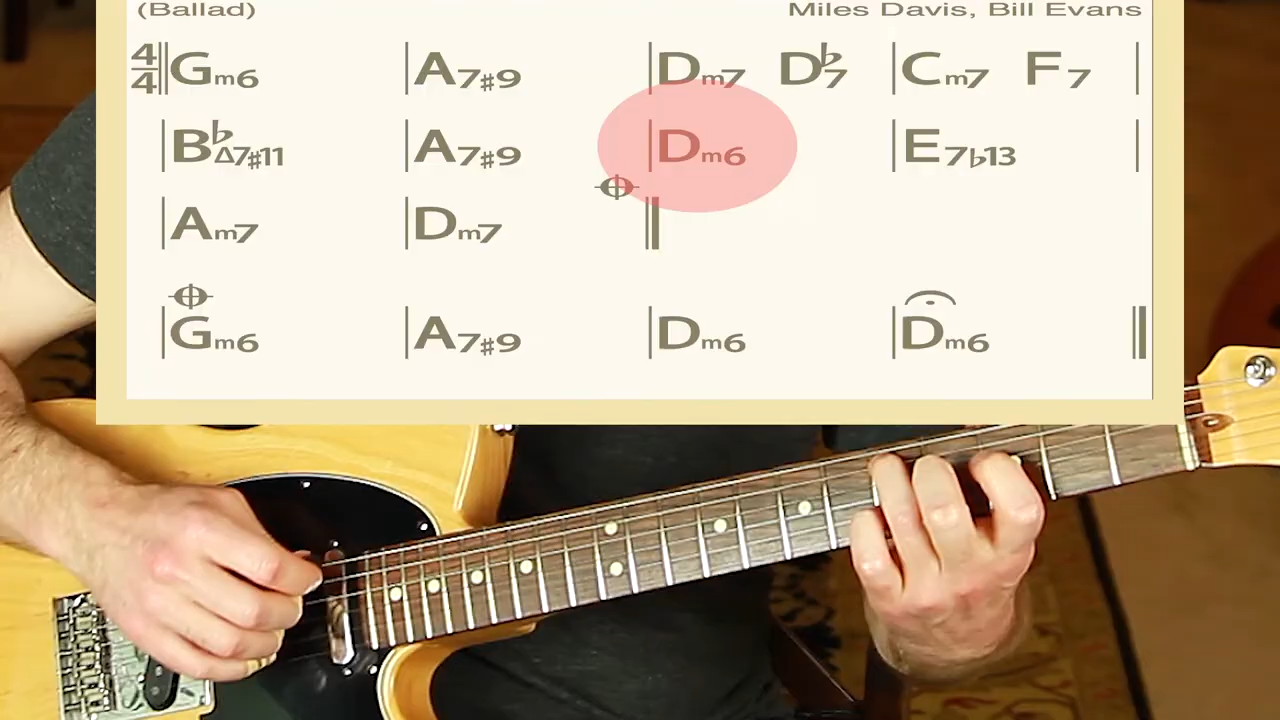 (Ballad) Miles Davis, Bill Evans
4/4 Gm6 A7♯9 Dm7 D♭7 Cm7 F7
B♭Δ7♯11 A7♯9 Dm6 E7♭13
Am7 Dm7
Gm6 A7♯9 Dm6 Dm6